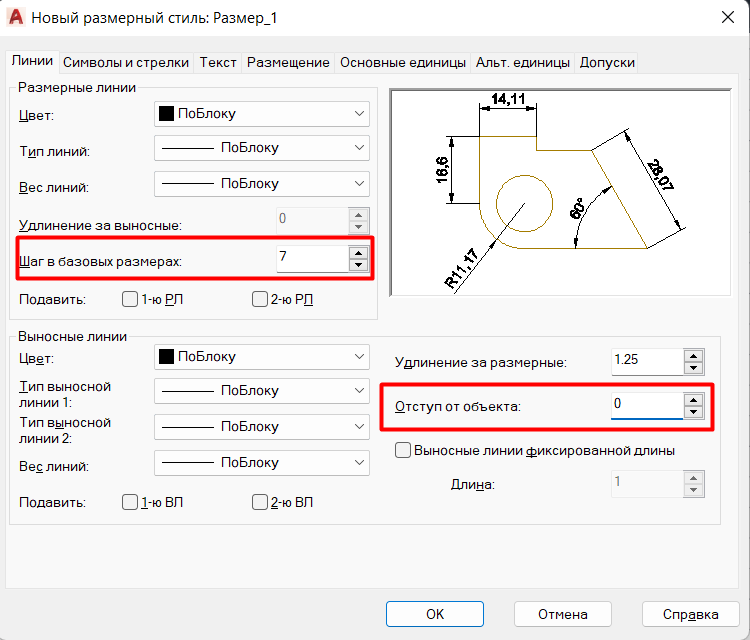 A Новый размерный стиль: Размер_1
Линии Символы и стрелки Текст Размещение Основные единицы Альт. единицы Допуски
Размерные линии
Цвет: ПоБлоку
Тип линий: ПоБлоку
Вес линий: ПоБлоку
Удлинение за выносные: 0
Шаг в базовых размерах: 7
Подавить: 1-ю РЛ 2-ю РЛ
14,11
16,6
28,07
60°
R11,17
Выносные линии
Цвет: ПоБлоку
Тип выносной
линии 1: ПоБлоку
Тип выносной
линии 2: ПоБлоку
Вес линий: ПоБлоку
Подавить: 1-ю ВЛ 2-ю ВЛ
Удлинение за размерные: 1.25
Отступ от объекта: 0
Выносные линии фиксированной длины
Длина: 1
OK Отмена Справка